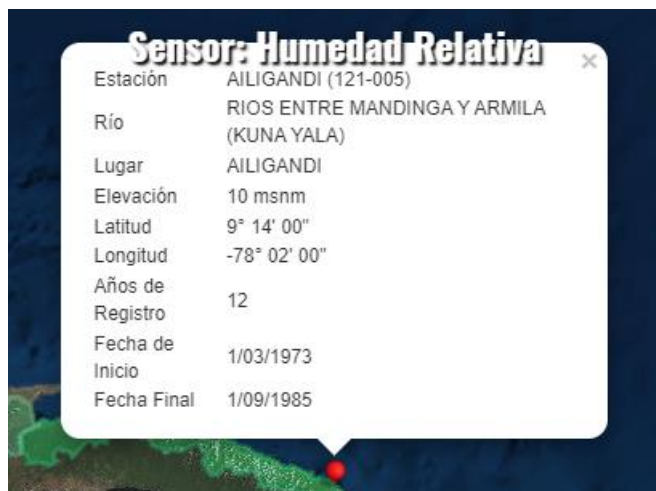 Sensor: Humedad Relativa
×
Estación AILIGANDI (121-005)
Río RIOS ENTRE MANDINGA Y ARMILA
(KUNA YALA)
Lugar AILIGANDI
Elevación 10 msnm
Latitud 9° 14' 00"
Longitud -78° 02' 00"
Años de
Registro 12
Fecha de
Inicio 1/03/1973
Fecha Final 1/09/1985